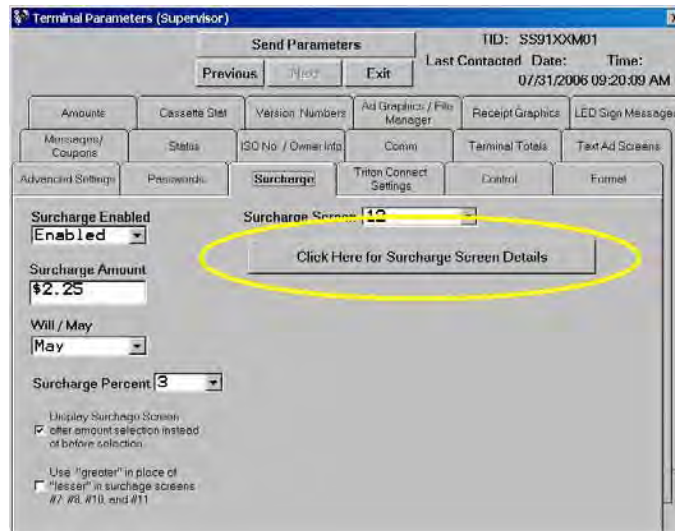 Terminal Parameters (Supervisor)
Send Parameters
TID: SS91XXM01
Previous Next Exit
Last Contacted Date: Time:
07/31/2006 09:20:09 AM
Amounts Cassette Stat Version Numbers Ad Graphics / File Manager Receipt Graphics LED Sign Messages
Messages/ Coupons Status ISO No. / Owner Info Comm Terminal Totals Text Ad Screens
Advanced Settings Passwords Surcharge Triton Connect Settings Control Format
Surcharge Enabled
Enabled
Surcharge Screen 12
Click Here for Surcharge Screen Details
Surcharge Amount
$2.25
Will / May
May
Surcharge Percent 3
Display Surchage Screen
after amount selection instead
of before selection
Use "greater" in place of
"lesser" in surchage screens
#7, #8, #10, and #11